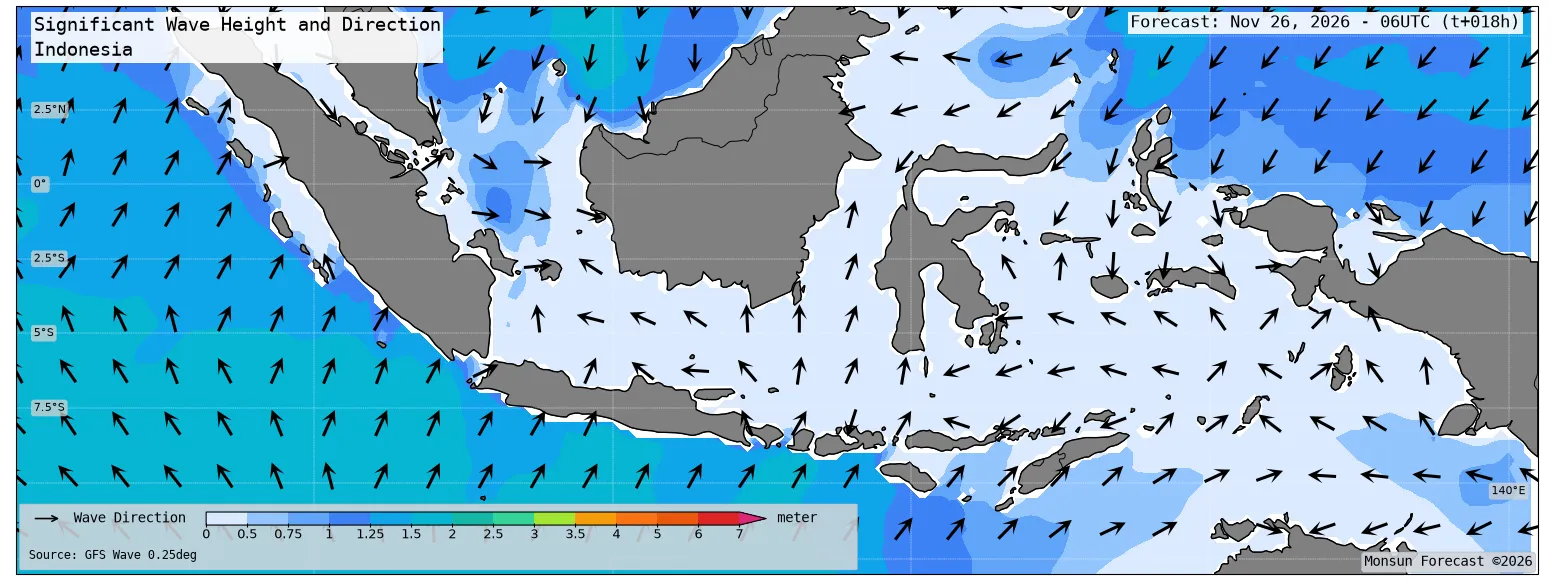 Significant Wave Height and Direction
Indonesia
Forecast: Nov 26, 2026 - 06UTC (t+018h)
2.5°N
0°
2.5°S
5°S
7.5°S
140°E
Wave Direction
meter
0 0.5 0.75 1 1.25 1.5 2 2.5 3 3.5 4 5 6 7
Source: GFS Wave 0.25deg
Monsun Forecast ©2026